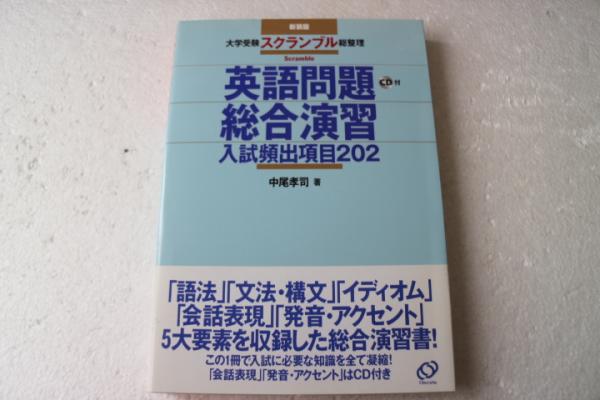 新装版
大学受験スクランブル総整理
Scramble
英語問題 CD付
総合演習
入試頻出項目202
中尾孝司 著
「語法」「文法・構文」「イディオム」
「会話表現」「発音・アクセント」
5大要素を収録した総合演習書!
この1冊で入試に必要な知識を全て凝縮!
「会話表現」「発音・アクセント」はCD付き
Obunsha